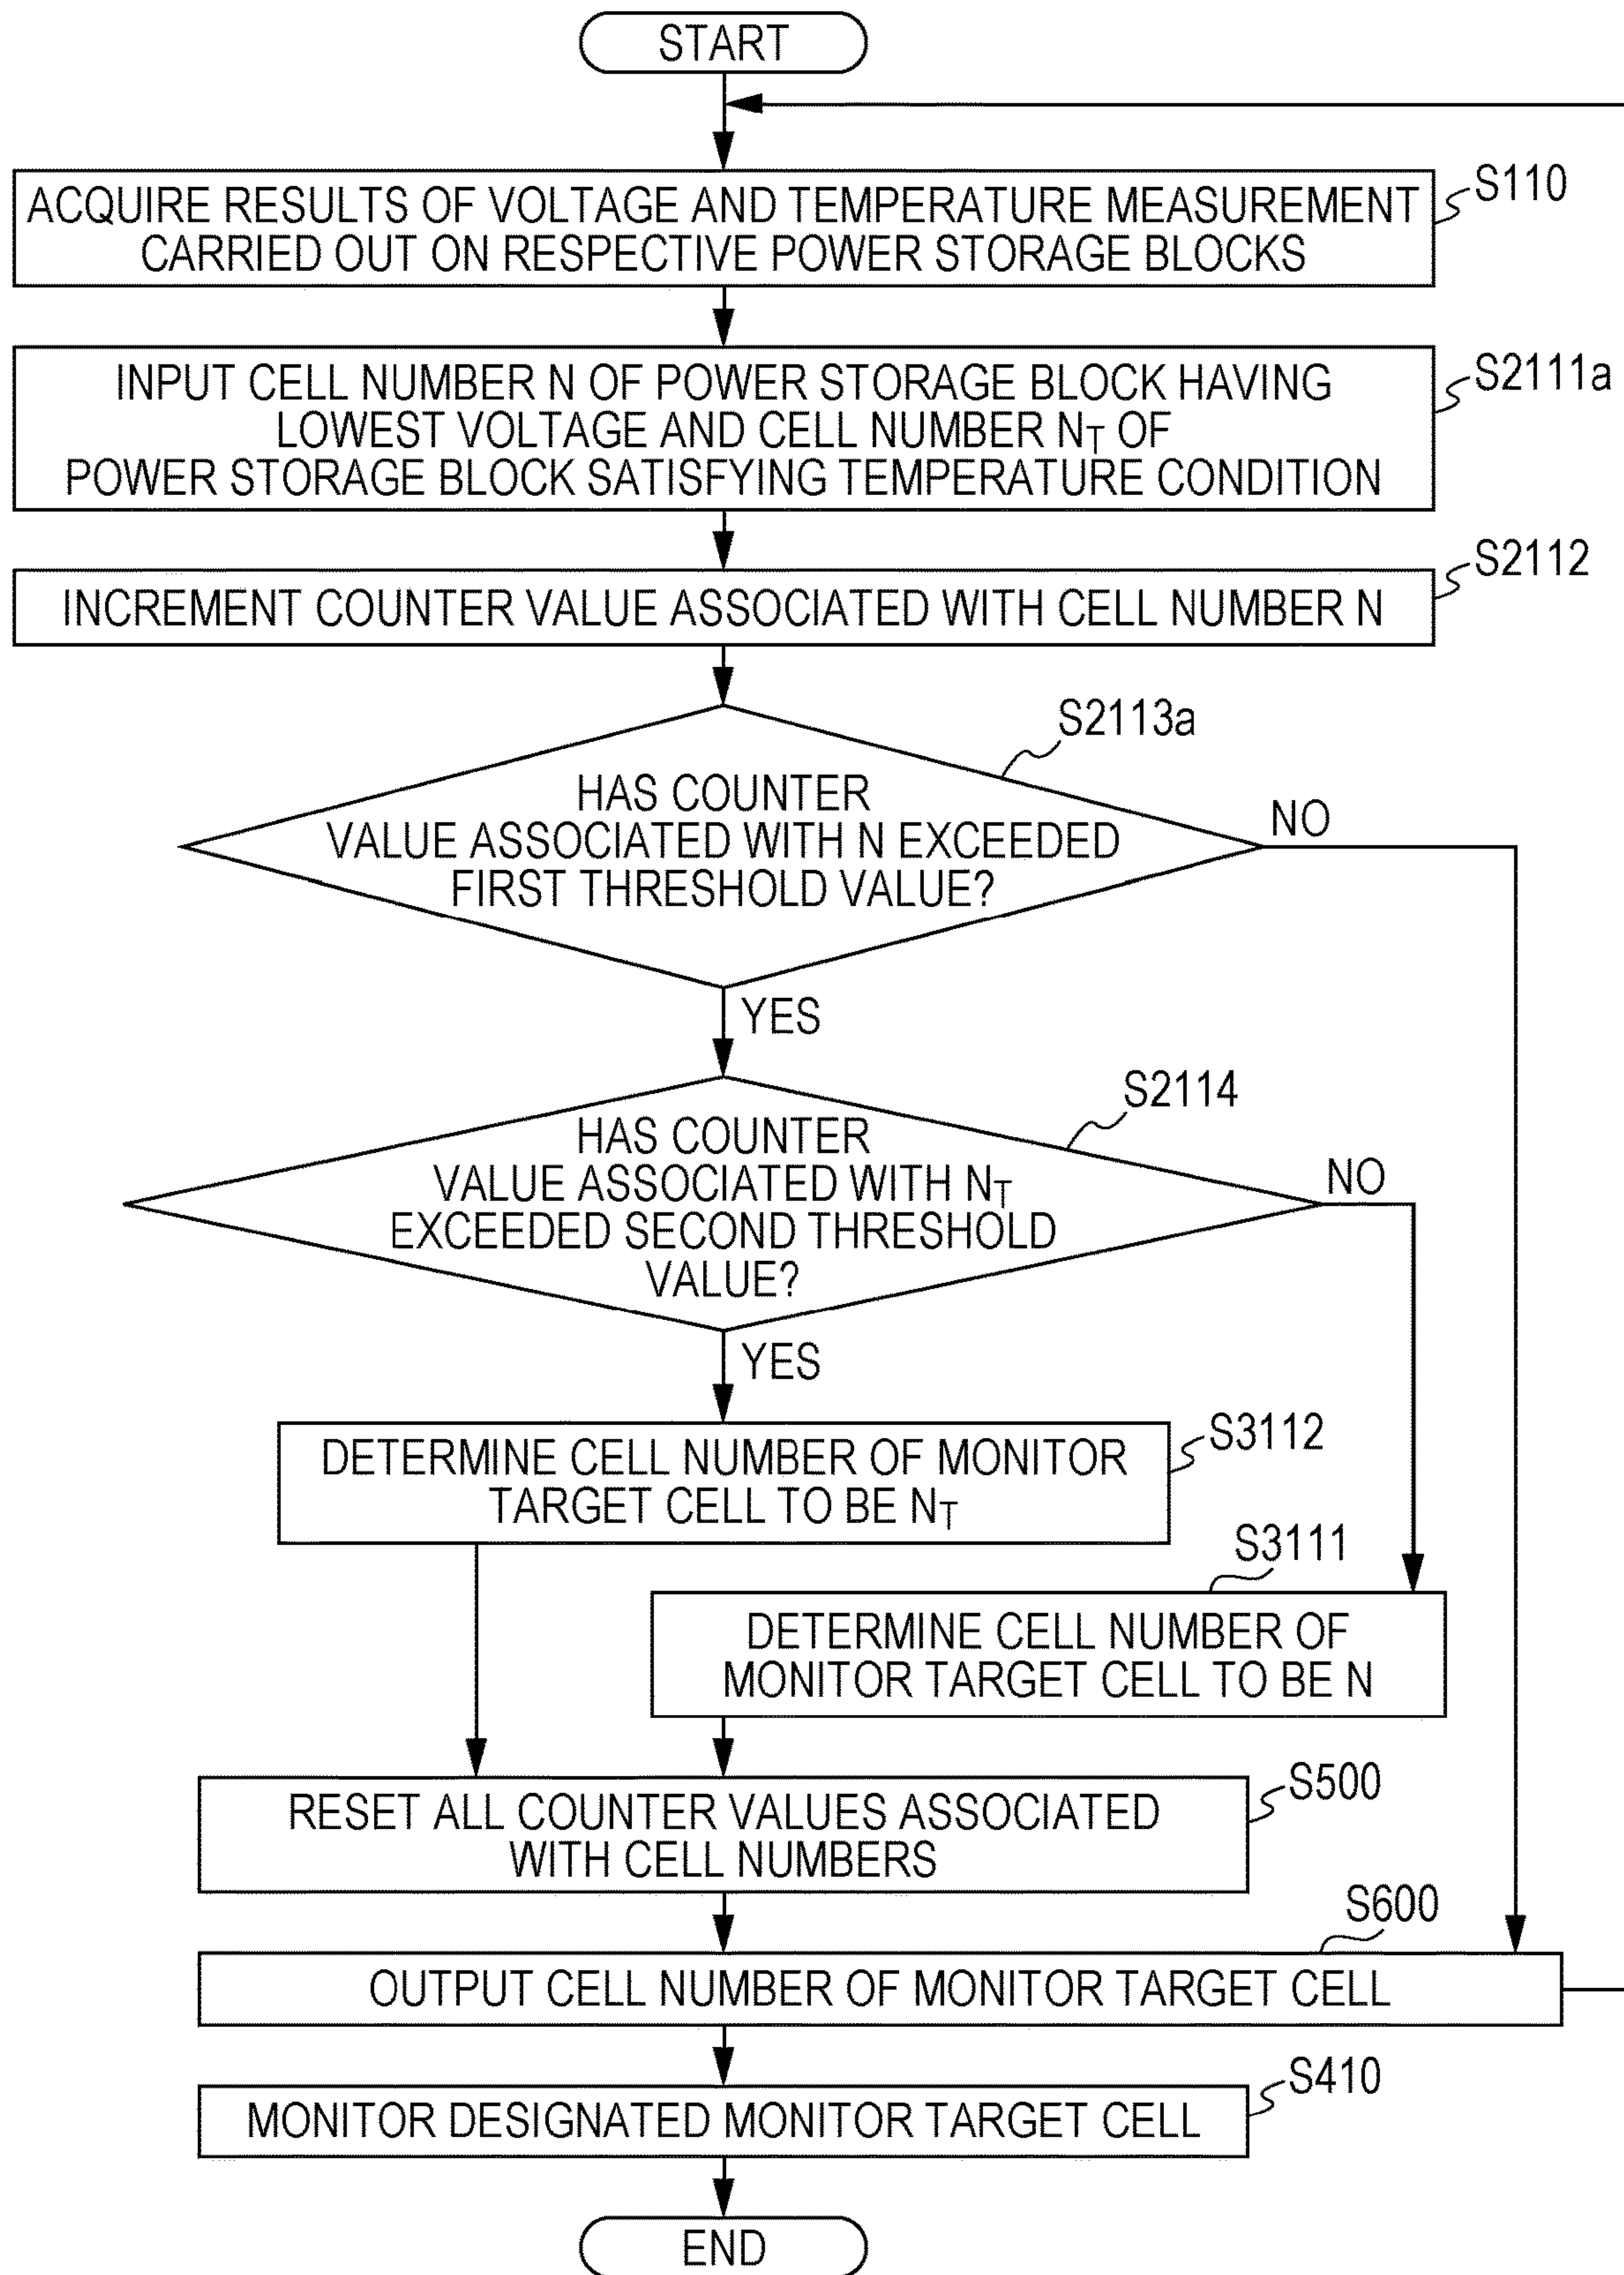 START
ACQUIRE RESULTS OF VOLTAGE AND TEMPERATURE MEASUREMENT
CARRIED OUT ON RESPECTIVE POWER STORAGE BLOCKS
S110
INPUT CELL NUMBER N OF POWER STORAGE BLOCK HAVING
LOWEST VOLTAGE AND CELL NUMBER NT OF
POWER STORAGE BLOCK SATISFYING TEMPERATURE CONDITION
S2111a
INCREMENT COUNTER VALUE ASSOCIATED WITH CELL NUMBER N
S2112
S2113a
HAS COUNTER
VALUE ASSOCIATED WITH N EXCEEDED
FIRST THRESHOLD VALUE?
NO
YES
S2114
HAS COUNTER
VALUE ASSOCIATED WITH NT
EXCEEDED SECOND THRESHOLD
VALUE?
NO
YES
DETERMINE CELL NUMBER OF MONITOR
TARGET CELL TO BE NT
S3112
S3111
DETERMINE CELL NUMBER OF
MONITOR TARGET CELL TO BE N
RESET ALL COUNTER VALUES ASSOCIATED
WITH CELL NUMBERS
S500
S600
OUTPUT CELL NUMBER OF MONITOR TARGET CELL
MONITOR DESIGNATED MONITOR TARGET CELL
S410
END